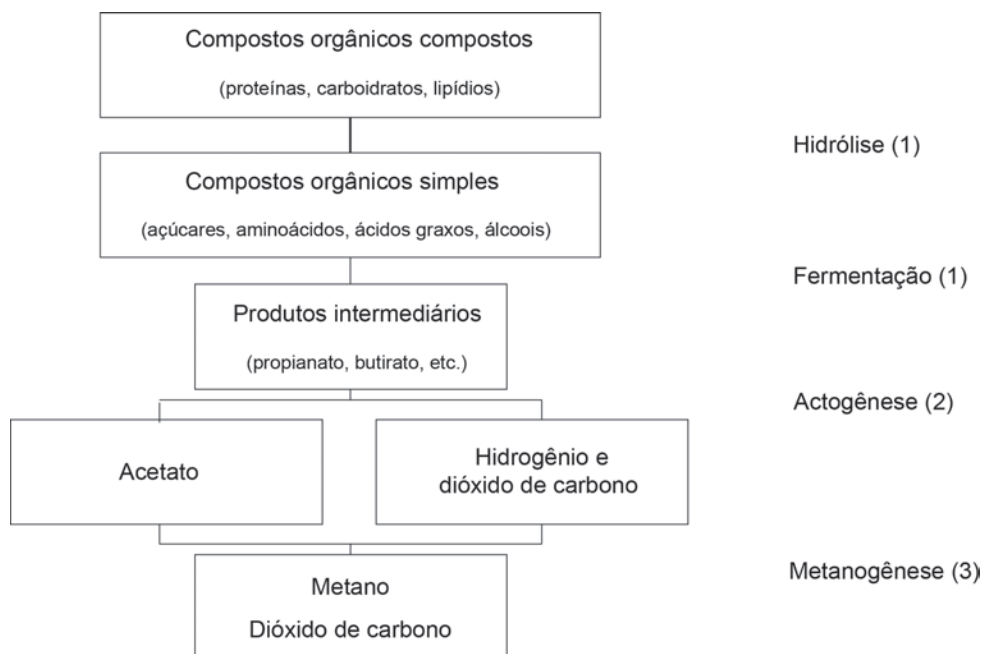 Compostos orgânicos compostos
(proteínas, carboidratos, lipídios)
Hidrólise (1)
Compostos orgânicos simples
(açúcares, aminoácidos, ácidos graxos, álcoois)
Fermentação (1)
Produtos intermediários
(propianato, butirato, etc.)
Actogênese (2)
Acetato
Hidrogênio e
dióxido de carbono
Metanogênese (3)
Metano
Dióxido de carbono